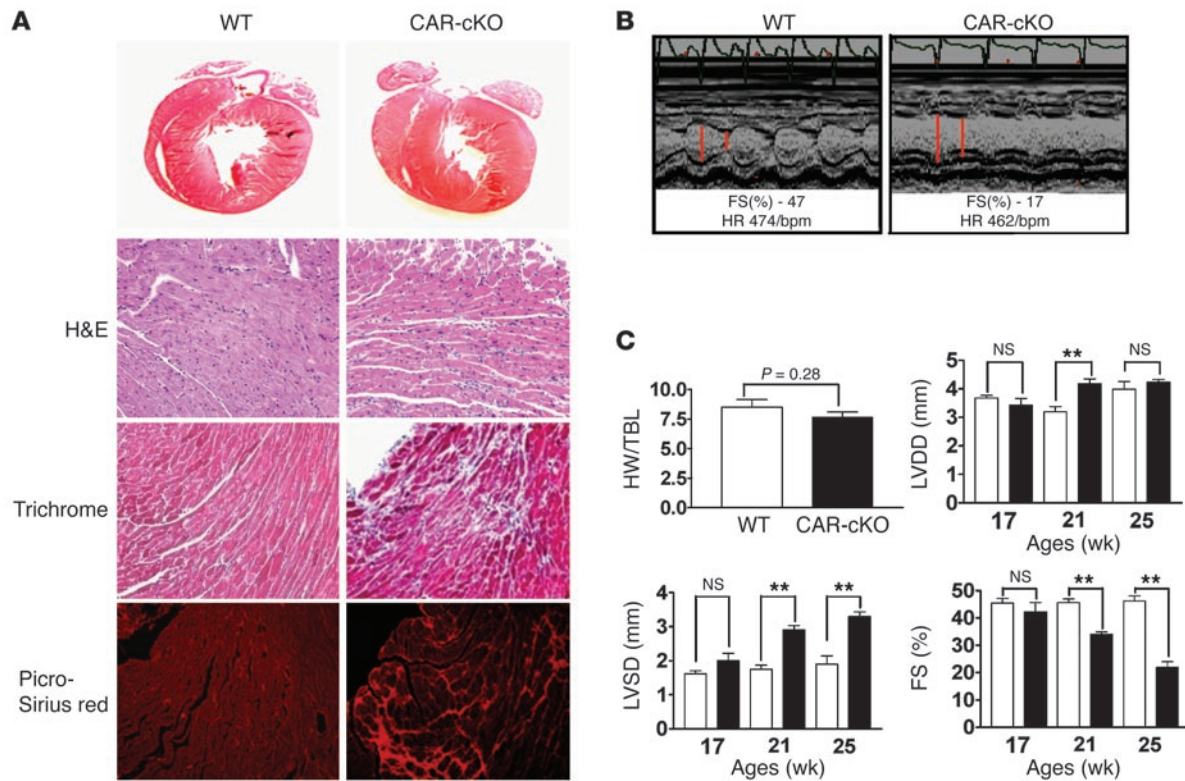 A
WT
CAR-cKO
H&E
Trichrome
Picro-
Sirius red
B
WT
CAR-cKO
FS(%) - 47
HR 474/bpm
FS(%) - 17
HR 462/bpm
C
P = 0.28
HW/TBL
10.0
7.5
5.0
2.5
0.0
WT
CAR-cKO
NS
**
NS
LVDD (mm)
5
4
3
2
1
0
17
21
25
Ages (wk)
NS
**
**
LVSD (mm)
4
3
2
1
0
17
21
25
Ages (wk)
NS
**
**
FS (%)
50
40
30
20
10
0
17
21
25
Ages (wk)